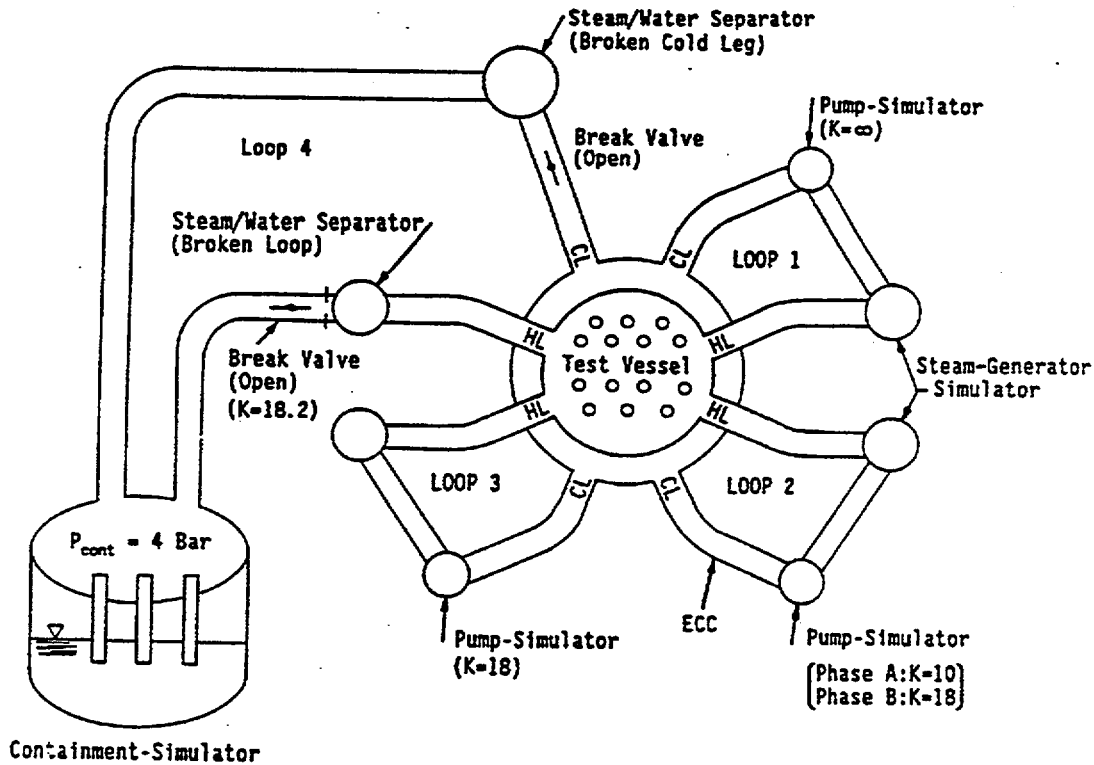 Steam/Water Separator
(Broken Cold Leg)
Pump-Simulator
(K=∞)
Break Valve
(Open)
Loop 4
Steam/Water Separator
(Broken Loop)
CL
CL
LOOP 1
HL
HL
Break Valve
(Open)
(K=18.2)
Test Vessel
Steam-Generator
Simulator
HL
HL
LOOP 3
CL
CL
LOOP 2
Pcont = 4 Bar
ECC
Pump-Simulator
(K=18)
Pump-Simulator
[Phase A:K=10]
[Phase B:K=18]
Containment-Simulator